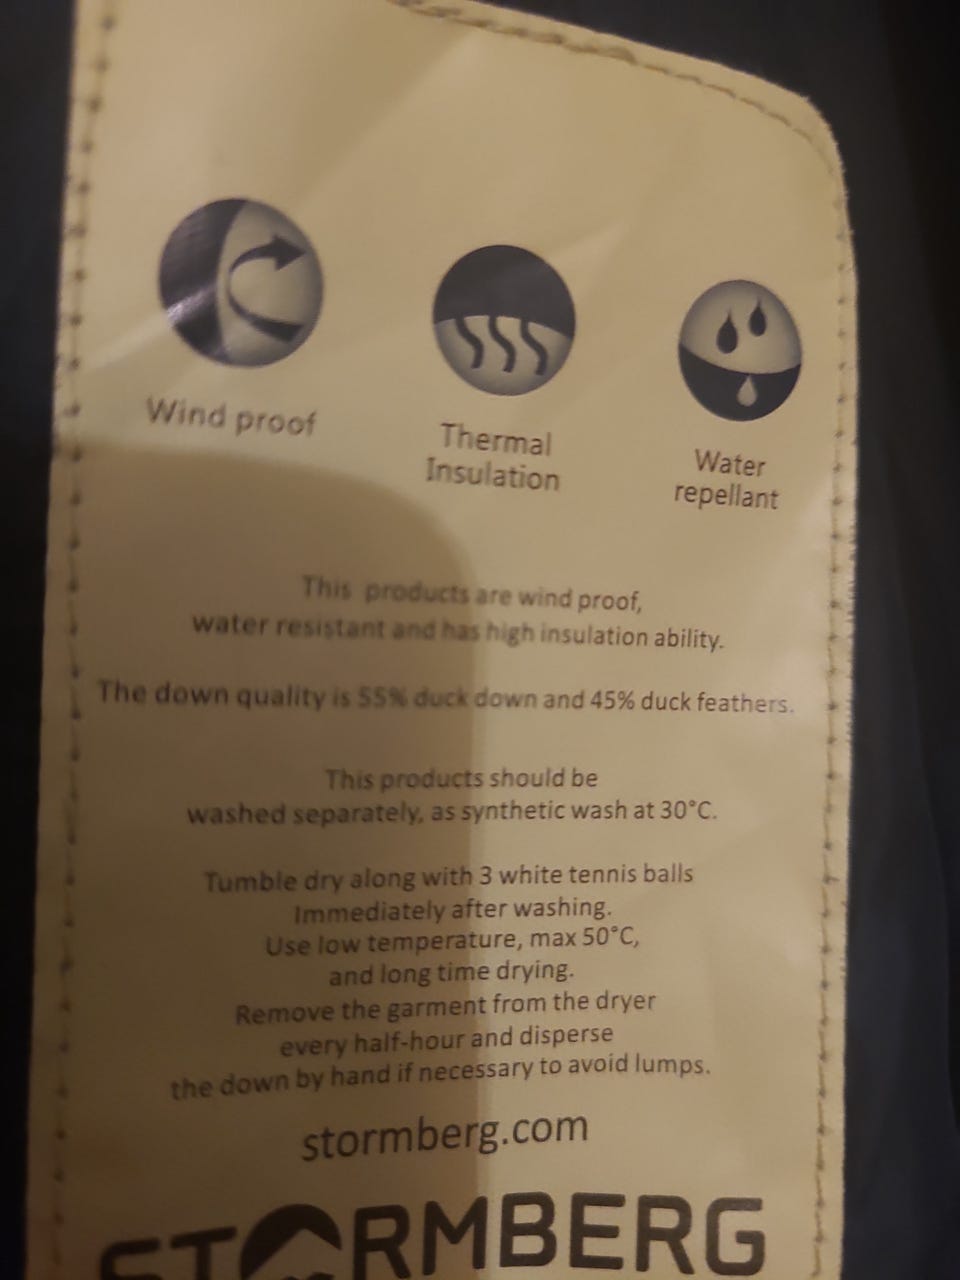 Wind proof
Thermal
Insulation
Water
repellant
This products are wind proof,
water resistant and has high insulation ability.
The down quality is 55% duck down and 45% duck feathers.
This products should be
washed separately, as synthetic wash at 30°C.
Tumble dry along with 3 white tennis balls
Immediately after washing.
Use low temperature, max 50°C,
and long time drying.
Remove the garment from the dryer
every half-hour and disperse
the down by hand if necessary to avoid lumps.
stormberg.com
STORMBERG